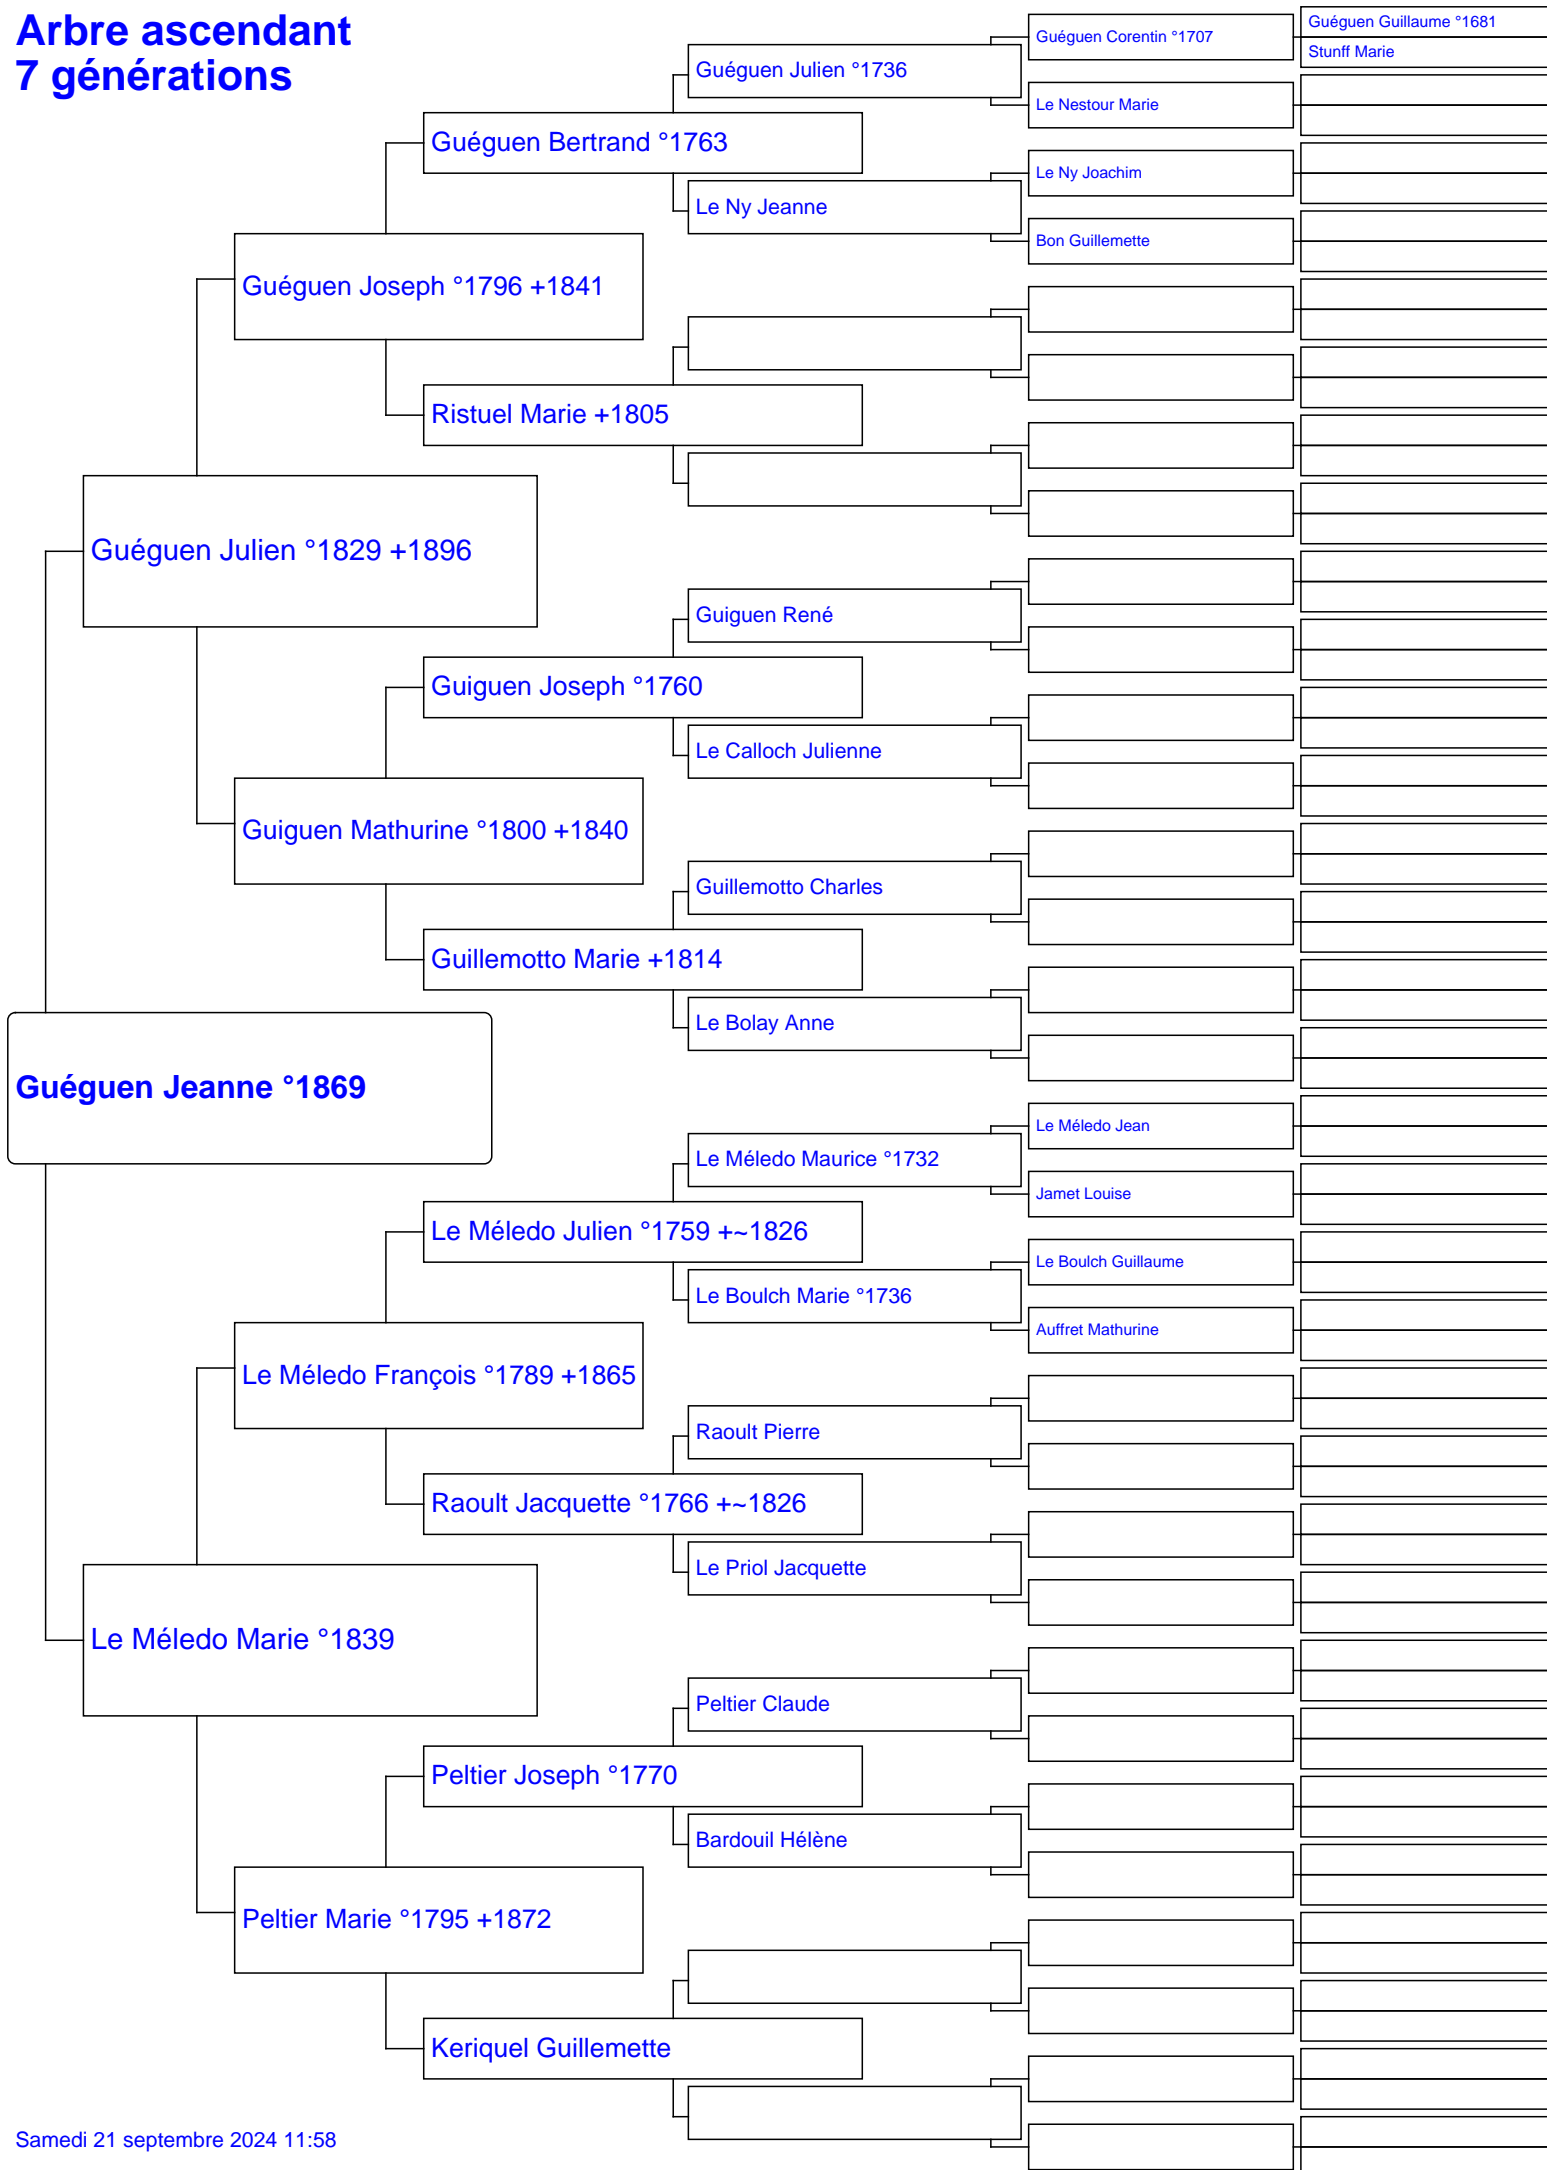 Arbre ascendant
7 générations
Guéguen Guillaume °1681
Guéguen Corentin °1707
Stunff Marie
Guéguen Julien °1736
Le Nestour Marie
Guéguen Bertrand °1763
Le Ny Joachim
Le Ny Jeanne
Bon Guillemette
Guéguen Joseph °1796 +1841
Ristuel Marie +1805
Guéguen Julien °1829 +1896
Guiguen René
Guiguen Joseph °1760
Le Calloch Julienne
Guiguen Mathurine °1800 +1840
Guillemotto Charles
Guillemotto Marie +1814
Le Bolay Anne
Guéguen Jeanne °1869
Le Méledo Jean
Le Méledo Maurice °1732
Jamet Louise
Le Méledo Julien °1759 +~1826
Le Boulch Guillaume
Le Boulch Marie °1736
Auffret Mathurine
Le Méledo François °1789 +1865
Raoult Pierre
Raoult Jacquette °1766 +~1826
Le Priol Jacquette
Le Méledo Marie °1839
Peltier Claude
Peltier Joseph °1770
Bardouil Hélène
Peltier Marie °1795 +1872
Keriquel Guillemette
Samedi 21 septembre 2024 11:58